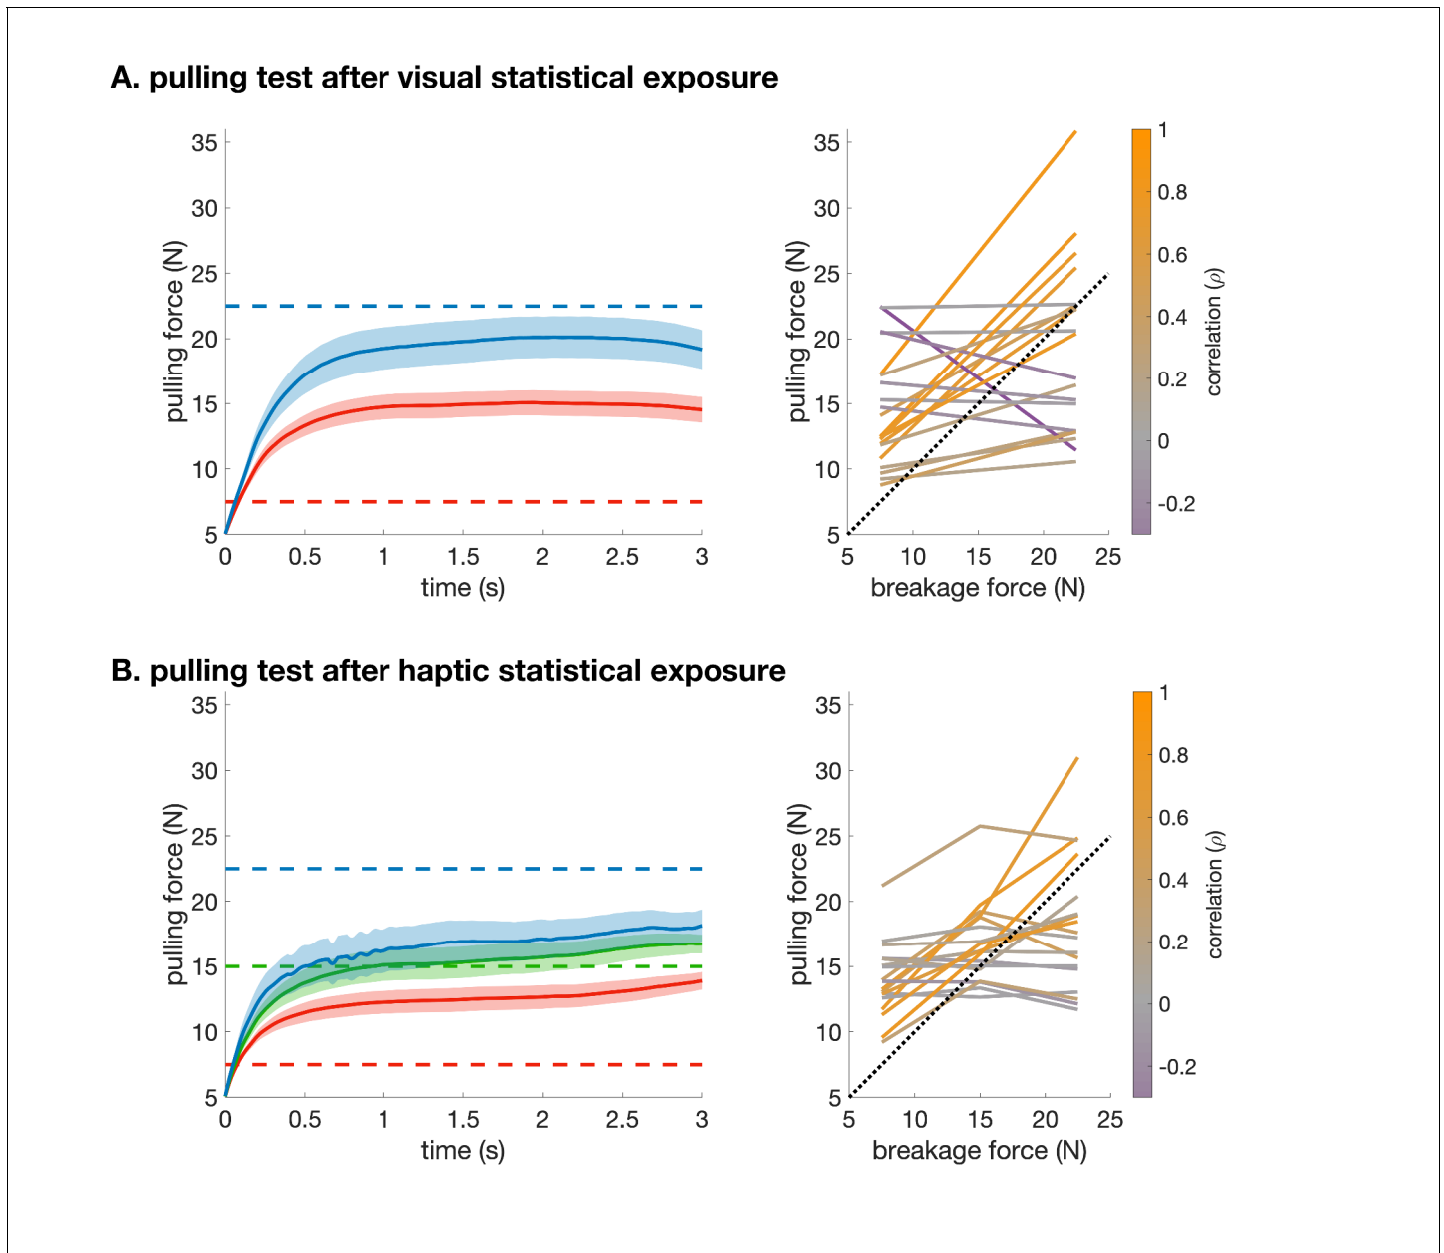 A. pulling test after visual statistical exposure
35
30
25
20
15
10
5
pulling force (N)
0 0.5 1 1.5 2 2.5 3
time (s)
35
30
25
20
15
10
5
pulling force (N)
5 10 15 20 25
breakage force (N)
1
0.8
0.6
0.4
0.2
0
-0.2
correlation (ρ)
B. pulling test after haptic statistical exposure
35
30
25
20
15
10
5
pulling force (N)
0 0.5 1 1.5 2 2.5 3
time (s)
35
30
25
20
15
10
5
pulling force (N)
5 10 15 20 25
breakage force (N)
1
0.8
0.6
0.4
0.2
0
-0.2
correlation (ρ)